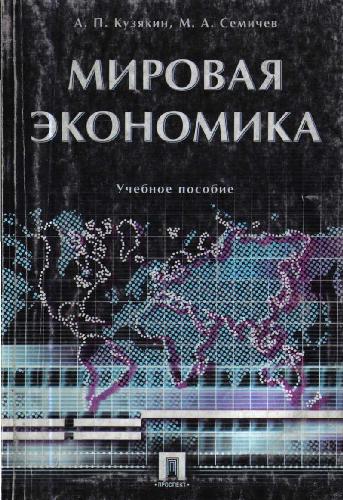 А. П. Кузякин, М. А. Семичев
МИРОВАЯ
ЭКОНОМИКА
Учебное пособие
• ПРОСПЕКТ •